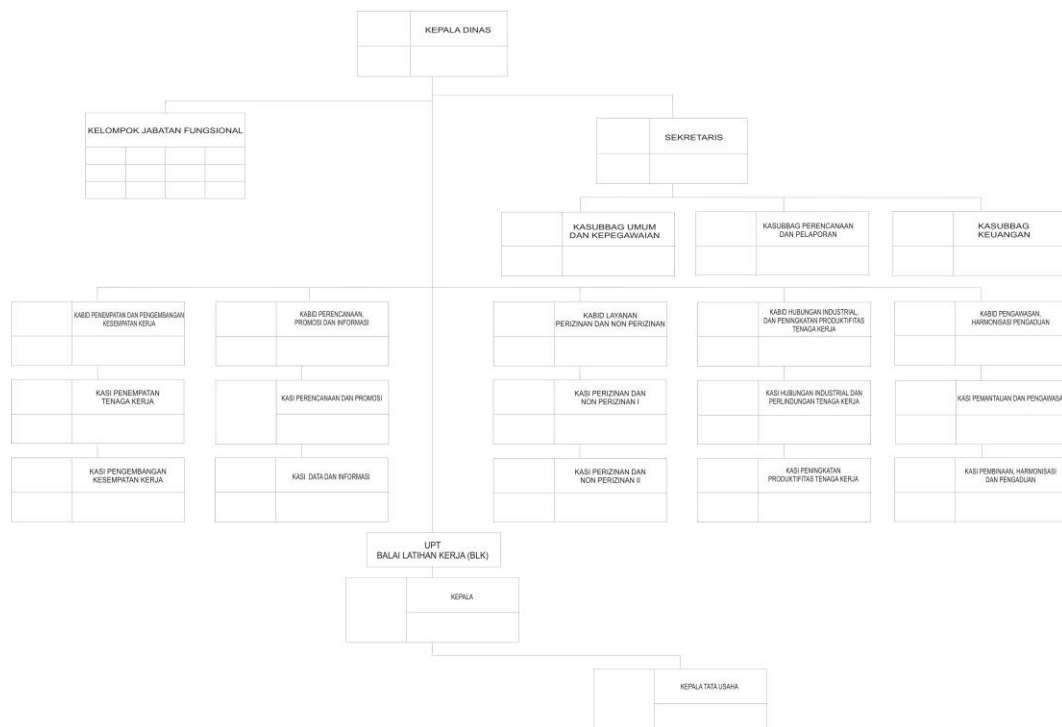 KEPALA DINAS
KELOMPOK JABATAN FUNGSIONAL
SEKRETARIS
KASUBBAG UMUM
DAN KEPEGAWAIAN
KASUBBAG PERENCANAAN
DAN PELAPORAN
KASUBBAG
KEUANGAN
KABID PENEMPATAN DAN PENGEMBANGAN
KESEMPATAN KERJA
KABID PERENCANAAN,
PROMOSI DAN INFORMASI
KABID LAYANAN
PERIZINAN DAN NON PERIZINAN
KABID HUBUNGAN INDUSTRIAL,
DAN PENINGKATAN PRODUKTIFITAS
TENAGA KERJA
KABID PENGAWASAN,
HARMONISASI PENGADUAN
KASI PENEMPATAN
TENAGA KERJA
KASI PERENCANAAN DAN PROMOSI
KASI PERIZINAN DAN
NON PERIZINAN I
KASI HUBUNGAN INDUSTRIAL DAN
PERLINDUNGAN TENAGA KERJA
KASI PEMANTAUAN DAN PENGAWASA
KASI PENGEMBANGAN
KESEMPATAN KERJA
KASI DATA DAN INFORMASI
KASI PERIZINAN DAN
NON PERIZINAN II
KASI PENINGKATAN
PRODUKTIFITAS TENAGA KERJA
KASI PEMBINAAN, HARMONISASI
DAN PENGADUAN
UPT
BALAI LATIHAN KERJA (BLK)
KEPALA
KEPALA TATA USAHA